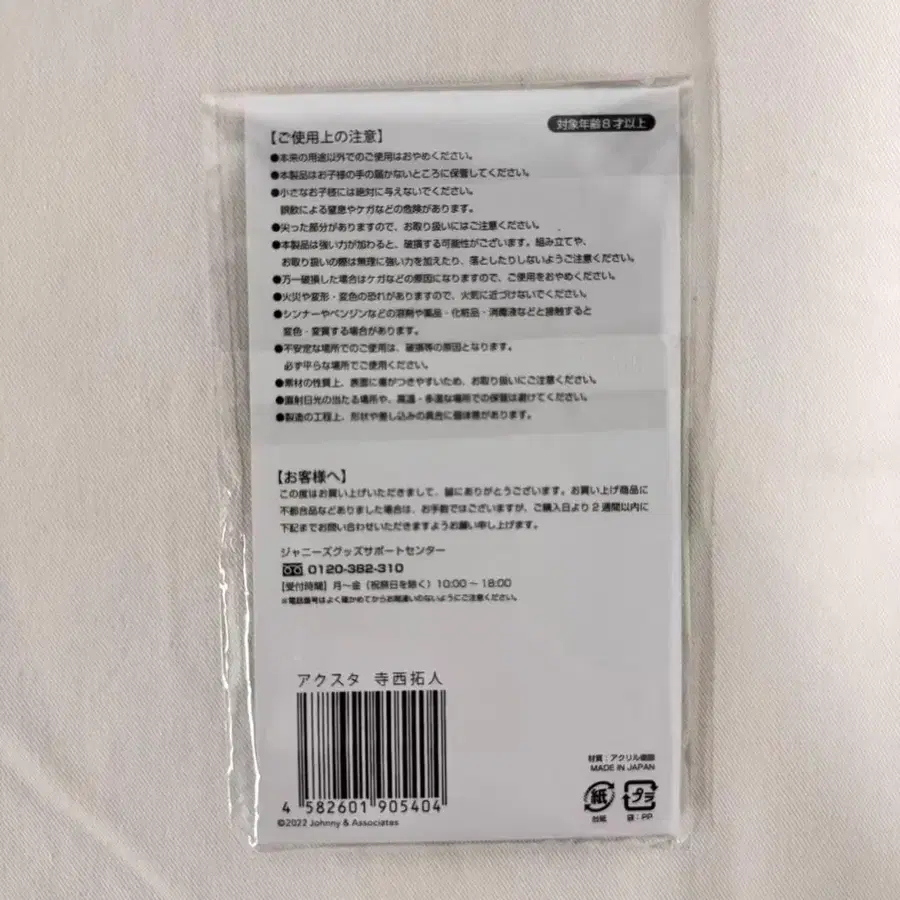 対象年齢8才以上
【ご使用上の注意】
●本来の用途以外でのご使用はおやめください。
●本製品はお子様の手の届かないところに保管してください。
●小さなお子様には絶対に与えないでください。
誤飲による窒息やケガなどの危険があります。
●尖った部分がありますので、お取り扱いにはご注意ください。
●本製品は強い力が加わると、破損する可能性がございます。組み立てや、
お取り扱いの際は無理に強い力を加えたり、落としたりしないようご注意ください。
●万一破損した場合はケガなどの原因になりますので、ご使用をおやめください。
●火災や変形・変色の恐れがありますので、火気に近づけないでください。
●シンナーやベンジンなどの溶剤や薬品・化粧品・消毒液などと接触すると
変色・変質する場合があります。
●不安定な場所でのご使用は、破損等の原因となります。
必ず平らな場所でご使用ください。
●素材の性質上、表面に傷がつきやすいため、お取り扱いにご注意ください。
●直射日光の当たる場所や、高温・多湿な場所での保管は避けてください。
●製造の工程上、形状や差し込みの具合に個体差があります。
【お客様へ】
この度はお買い上げいただきまして、誠にありがとうございます。お買い上げ商品に
不都合品などありました場合は、お手数ではございますが、ご購入日より2週間以内に
下記までお問い合わせいただきますようお願い申し上げます。
ジャニーズグッズサポートセンター
0120-382-310
【受付時間】月〜金（祝祭日を除く）10:00〜18:00
※電話番号はよく確かめてからお間違いのないようにご注意ください。
アクスタ 寺西拓人
4 582601 905404
©2022 Johnny & Associates
材質：アクリル樹脂
MADE IN JAPAN
紙 プラ
台紙 袋：PP